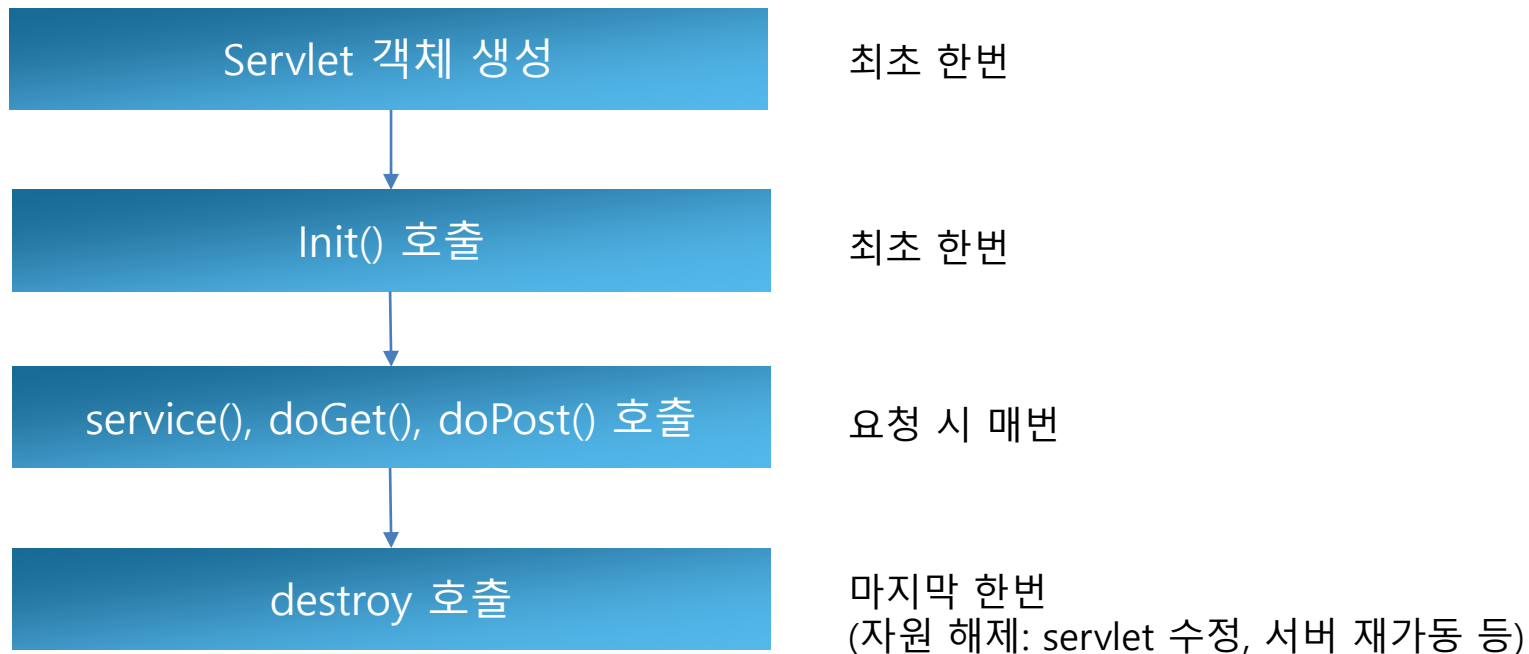 Servlet 객체 생성
최초 한번
Init() 호출
최초 한번
service(), doGet(), doPost() 호출
요청 시 매번
destroy 호출
마지막 한번
(자원 해제: servlet 수정, 서버 재가동 등)